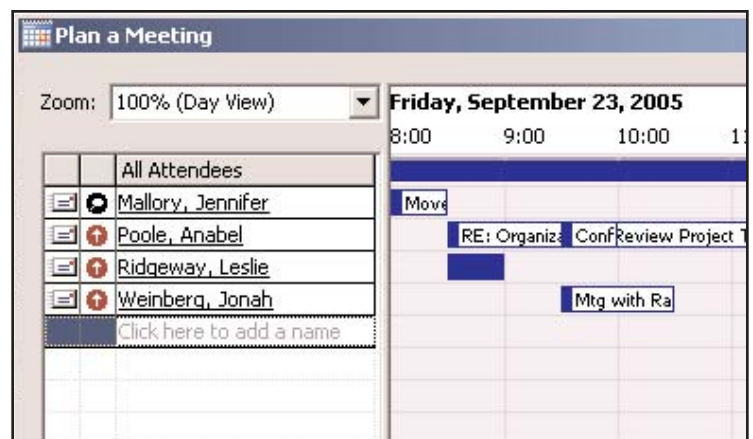 Plan a Meeting
Zoom: 100% (Day View)
Friday, September 23, 2005
8:00 9:00 10:00
All Attendees
Mallory, Jennifer
Move
Poole, Anabel
RE: Organiz Conf Review Project T
Ridgeway, Leslie
Weinberg, Jonah
Mtg with Ra
Click here to add a name